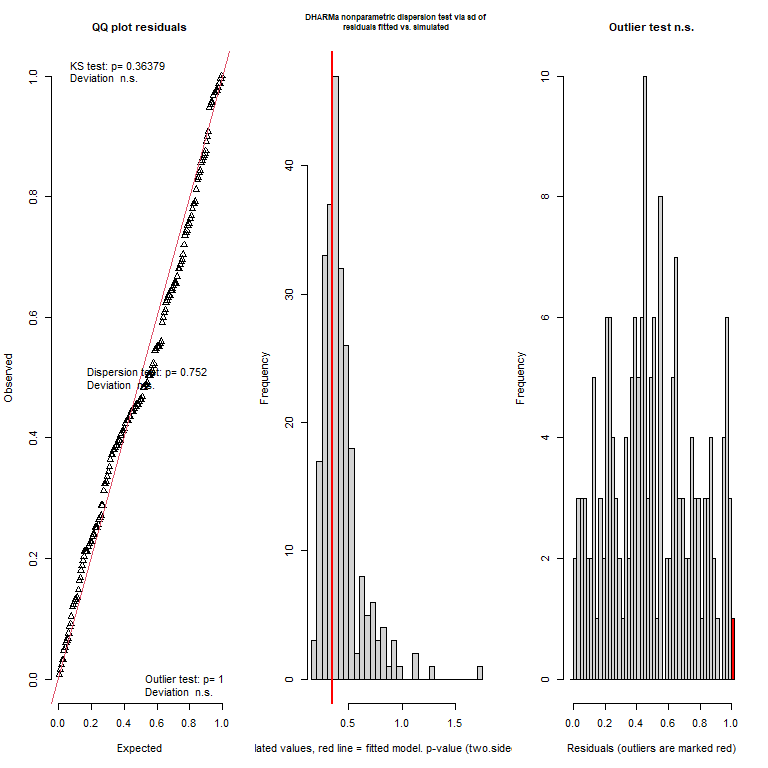 QQ plot residuals
KS test: p= 0.36379
Deviation n.s.
Dispersion test: p= 0.752
Deviation n.s.
Outlier test: p= 1
Deviation n.s.
Observed
0.0
0.2
0.4
0.6
0.8
1.0
0.0 0.2 0.4 0.6 0.8 1.0
Expected
DHARMa nonparametric dispersion test via sd of
residuals fitted vs. simulated
Frequency
0
10
20
30
40
0.5 1.0 1.5
lated values, red line = fitted model. p-value (two.side
Outlier test n.s.
Frequency
0
2
4
6
8
10
0.0 0.2 0.4 0.6 0.8 1.0
Residuals (outliers are marked red)